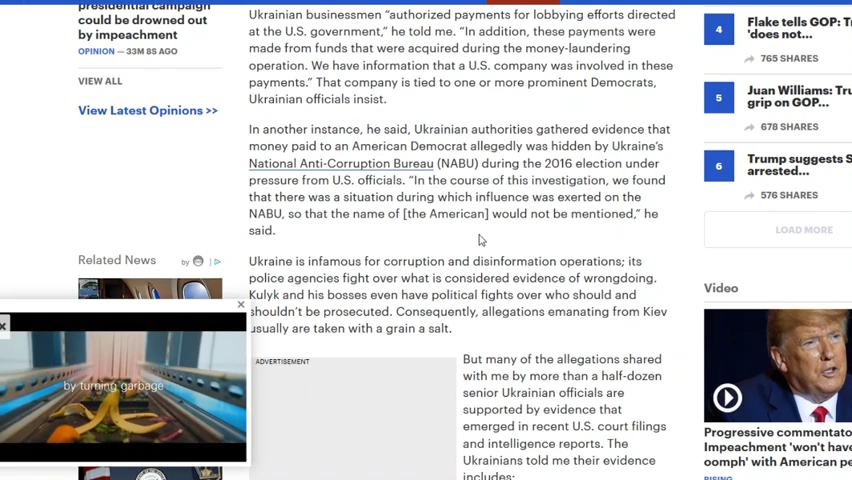 presidential campaign
could be drowned out
by impeachment
OPINION — 33M 8S AGO
VIEW ALL
View Latest Opinions >>
Related News
by
Ukrainian businessmen “authorized payments for lobbying efforts directed
at the U.S. government,” he told me. “In addition, these payments were
made from funds that were acquired during the money-laundering
operation. We have information that a U.S. company was involved in these
payments.” That company is tied to one or more prominent Democrats,
Ukrainian officials insist.
In another instance, he said, Ukrainian authorities gathered evidence that
money paid to an American Democrat allegedly was hidden by Ukraine’s
National Anti-Corruption Bureau (NABU) during the 2016 election under
pressure from U.S. officials. “In the course of this investigation, we found
that there was a situation during which influence was exerted on the
NABU, so that the name of [the American] would not be mentioned,” he
said.
Ukraine is infamous for corruption and disinformation operations; its
police agencies fight over what is considered evidence of wrongdoing.
Kulyk and his bosses even have political fights over who should and
shouldn’t be prosecuted. Consequently, allegations emanating from Kiev
usually are taken with a grain a salt.
by turning garbage
ADVERTISEMENT
But many of the allegations shared
with me by more than a half-dozen
senior Ukrainian officials are
supported by evidence that
emerged in recent U.S. court filings
and intelligence reports. The
Ukrainians told me their evidence
includes:
4
Flake tells GOP: Tr
'does not...
765 SHARES
5
Juan Williams: Tru
grip on GOP...
678 SHARES
6
Trump suggests S
arrested...
576 SHARES
LOAD MORE
Video
Progressive commentato
Impeachment 'won't have
oomph' with American pe
RISING